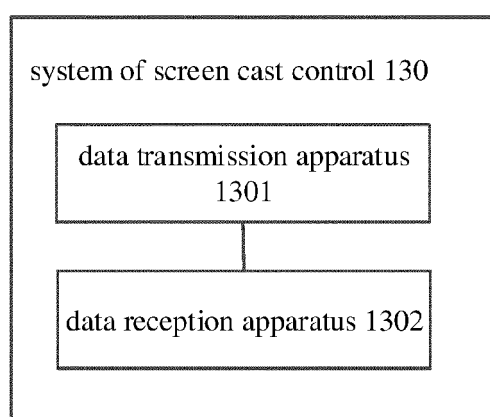 system of screen cast control 130
data transmission apparatus
1301
data reception apparatus 1302